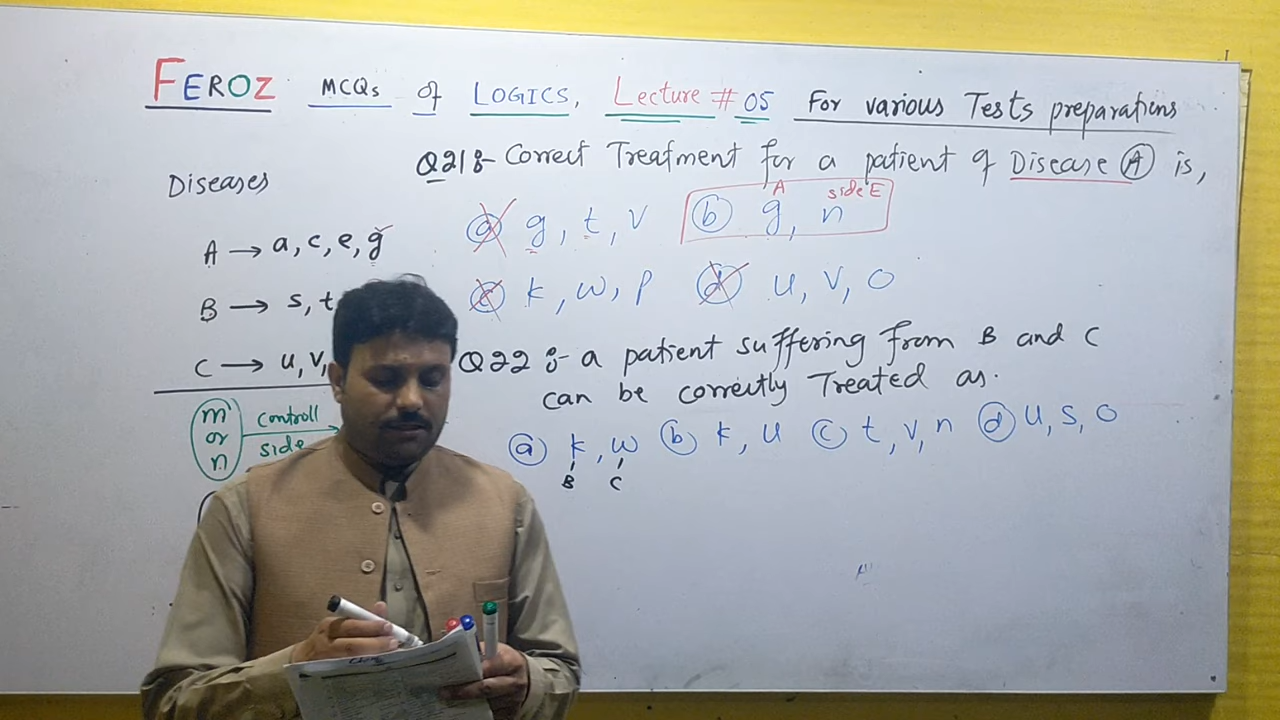 FEROZ MCQs of LOGICS, Lecture # 05 For various Tests preparations
Diseases
A → a, c, e, g
B → s, t,
C → u, v,
m or n controll side
Q21:- Correct Treatment for a patient of Disease A is,
A side E
a g, t, v b g, n
c k, w, p d u, v, o
Q22:- a patient suffering from B and C
can be correctly Treated as.
a k, w b k, u c t, v, n d u, s, o
B C